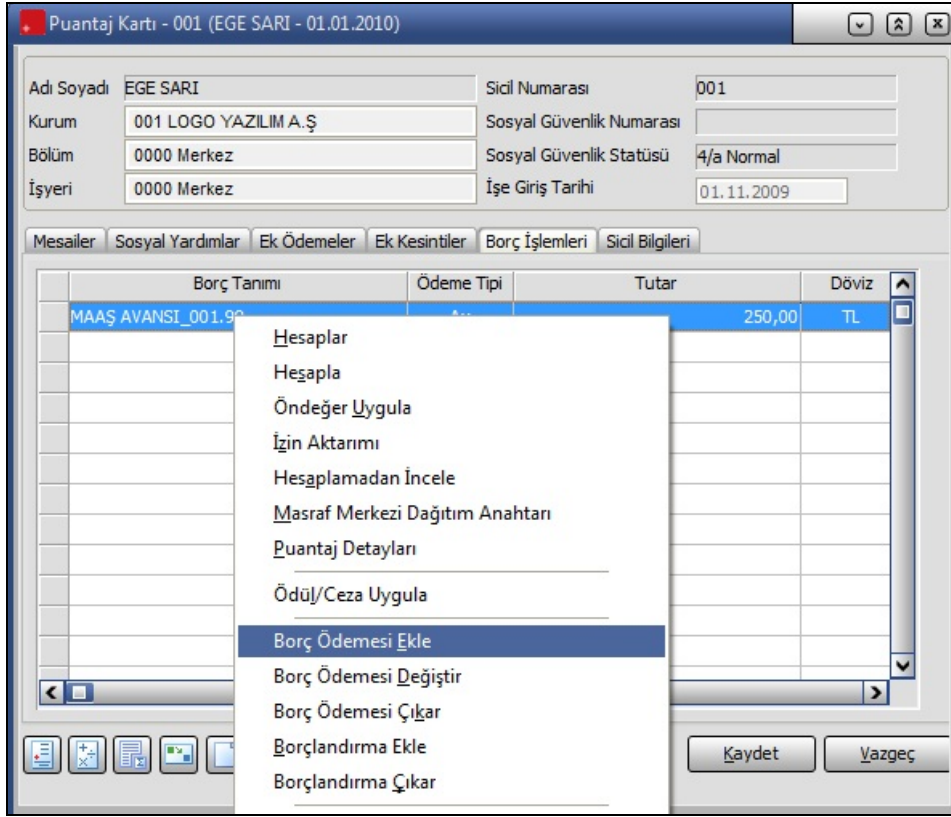 Puantaj Kartı - 001 (EGE SARI - 01.01.2010)
Adı Soyadı EGE SARI Sicil Numarası 001
Kurum 001 LOGO YAZILIM A.Ş Sosyal Güvenlik Numarası
Bölüm 0000 Merkez Sosyal Güvenlik Statüsü 4/a Normal
İşyeri 0000 Merkez İşe Giriş Tarihi 01.11.2009
Mesailer Sosyal Yardımlar Ek Ödemeler Ek Kesintiler Borç İşlemleri Sicil Bilgileri
Borç Tanımı Ödeme Tipi Tutar Döviz
MAAŞ AVANSI_001.99 250,00 TL
Hesaplar
Hesapla
Öndeğer Uygula
İzin Aktarımı
Hesaplamadan İncele
Masraf Merkezi Dağıtım Anahtarı
Puantaj Detayları
Ödül/Ceza Uygula
Borç Ödemesi Ekle
Borç Ödemesi Değiştir
Borç Ödemesi Çıkar
Borçlandırma Ekle
Borçlandırma Çıkar
Kaydet Vazgeç